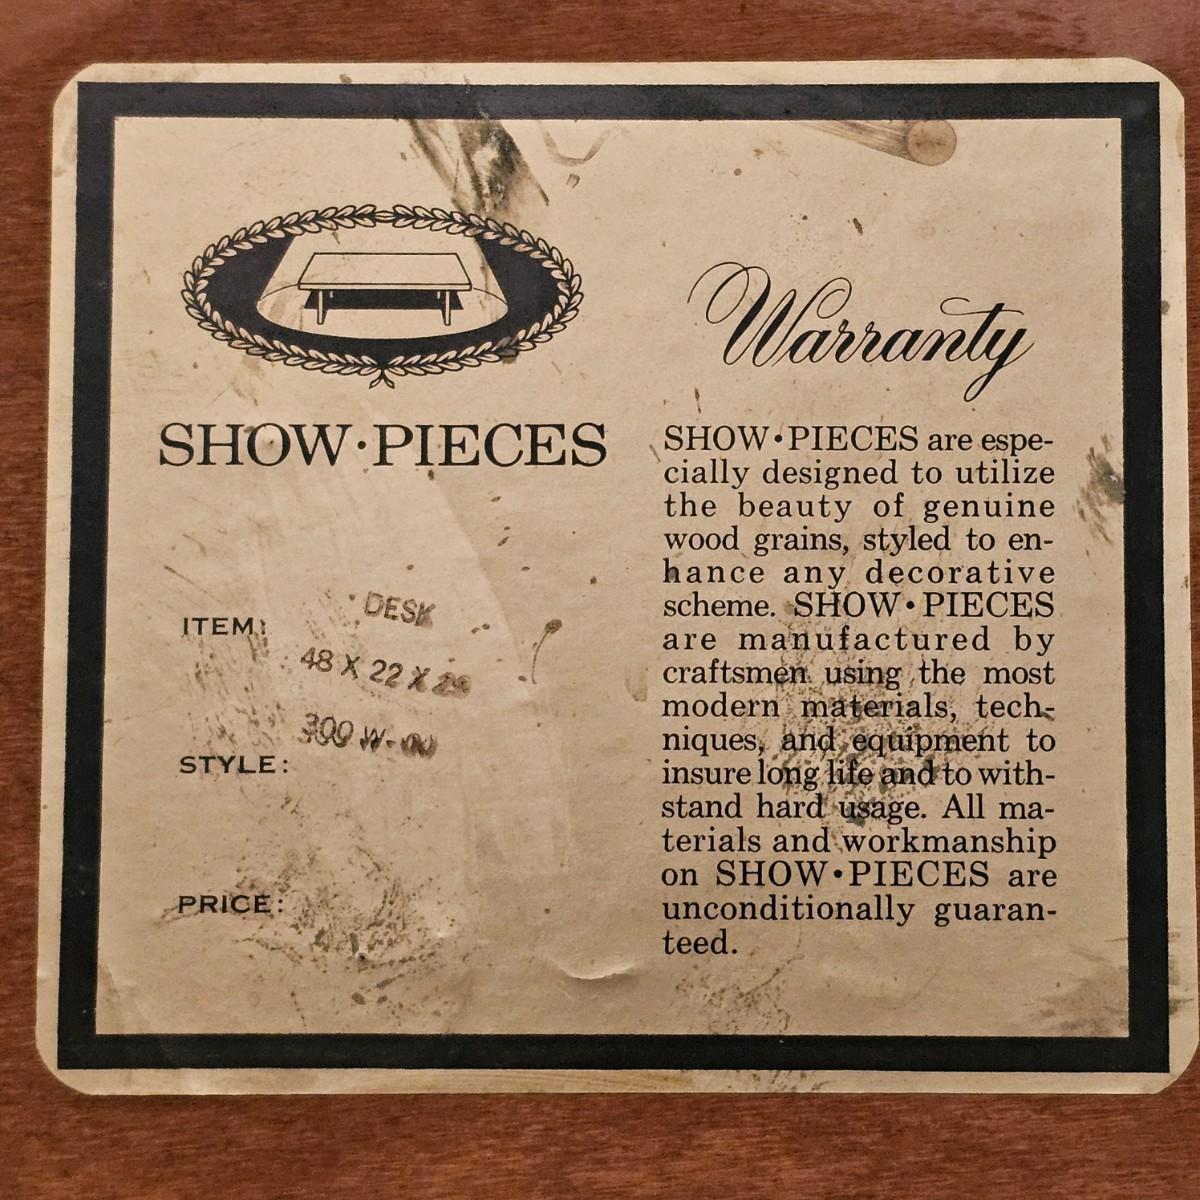 SHOW·PIECES
ITEM:
DESK
48 X 22 X
STYLE:
PRICE:
Warranty
SHOW·PIECES are espe-
cially designed to utilize
the beauty of genuine
wood grains, styled to en-
hance any decorative
scheme. SHOW·PIECES
are manufactured by
craftsmen using the most
modern materials, tech-
niques, and equipment to
insure long life and to with-
stand hard usage. All ma-
terials and workmanship
on SHOW·PIECES are
unconditionally guaran-
teed.